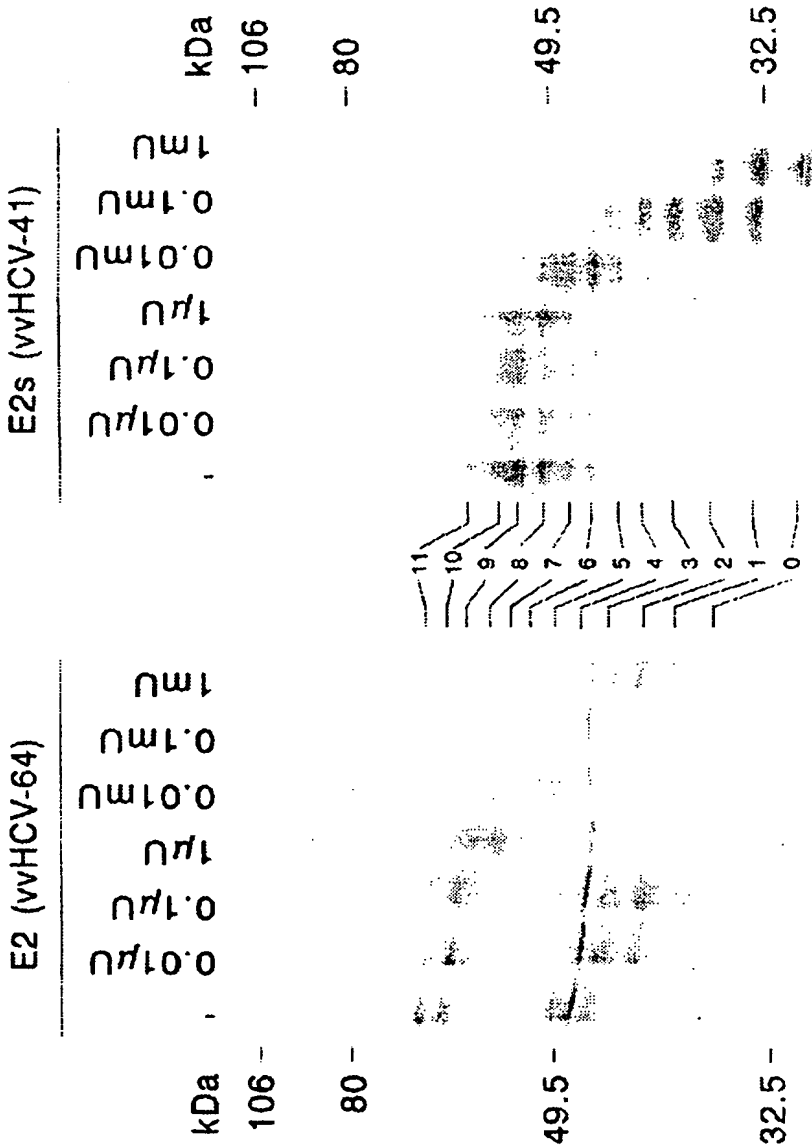 E2 (vvHCV-64)
-
0.01µU
0.1µU
1µU
0.01mU
0.1mU
1mU
kDa
106 -
80 -
49.5 -
32.5 -
11
10
9
8
7
6
5
4
3
2
1
0
E2s (vvHCV-41)
-
0.01µU
0.1µU
1µU
0.01mU
0.1mU
1mU
kDa
- 106
- 80
- 49.5
- 32.5